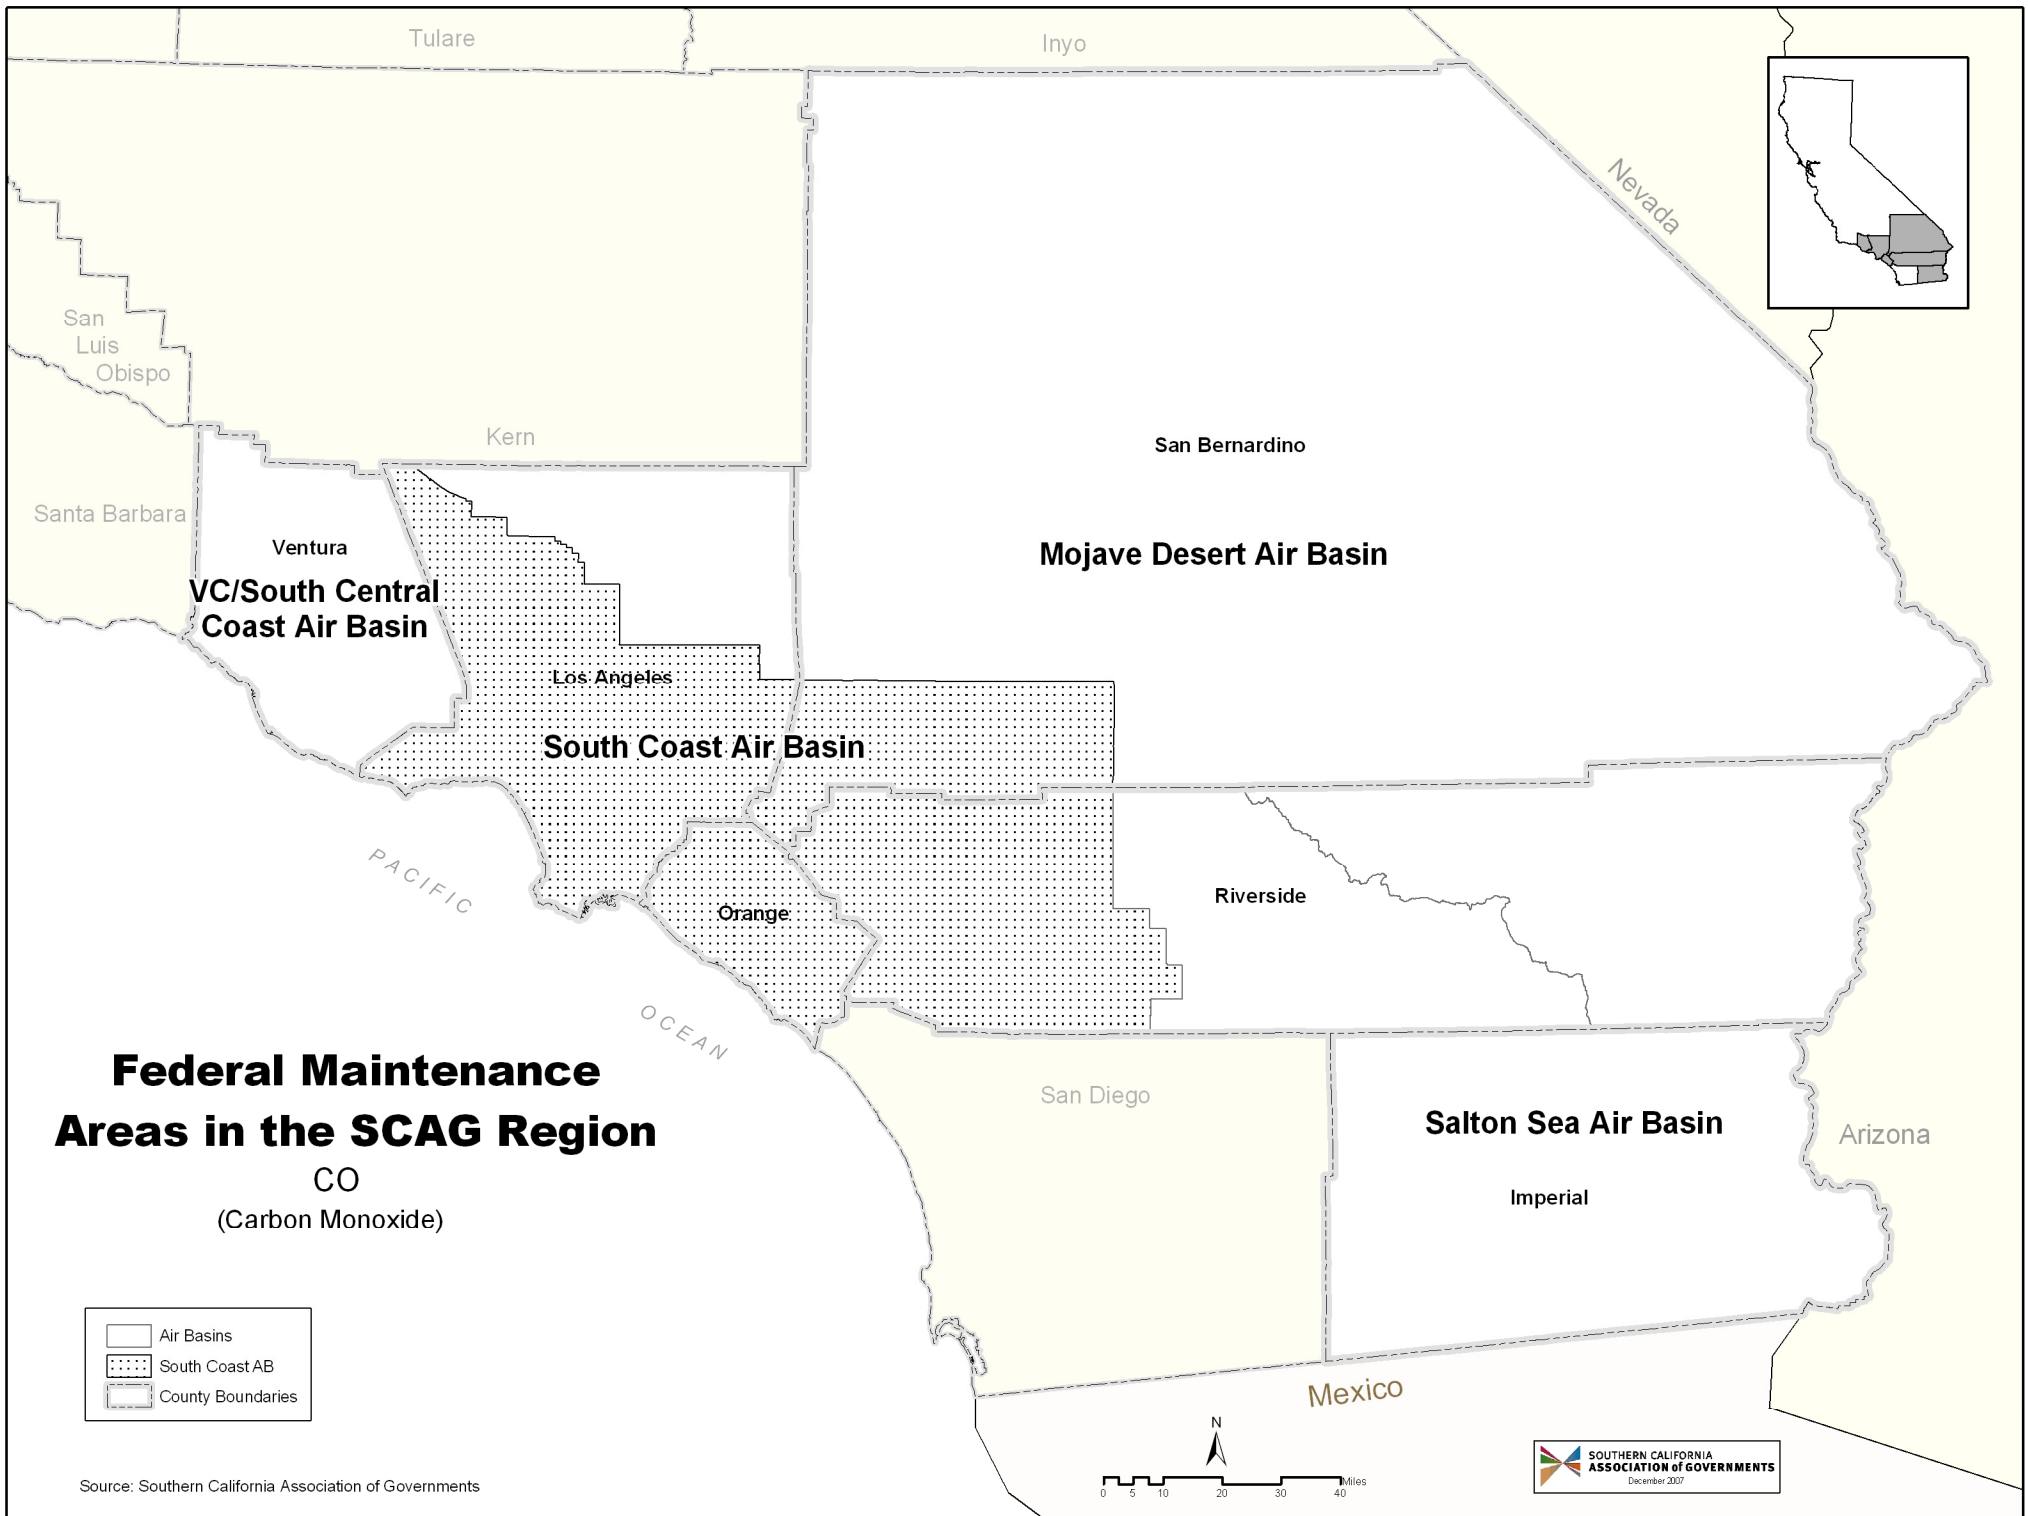 Tulare
Inyo
Nevada
San
Luis
Obispo
Kern
San Bernardino
Santa Barbara
Ventura
VC/South Central
Coast Air Basin
Mojave Desert Air Basin
Los Angeles
South Coast Air Basin
PACIFIC
Riverside
Orange
OCEAN
Federal Maintenance
Areas in the SCAG Region
CO
(Carbon Monoxide)
San Diego
Salton Sea Air Basin
Arizona
Imperial
Air Basins
South Coast AB
County Boundaries
Mexico
N
Miles
0 5 10 20 30 40
SOUTHERN CALIFORNIA
ASSOCIATION of GOVERNMENTS
December 2007
Source: Southern California Association of Governments